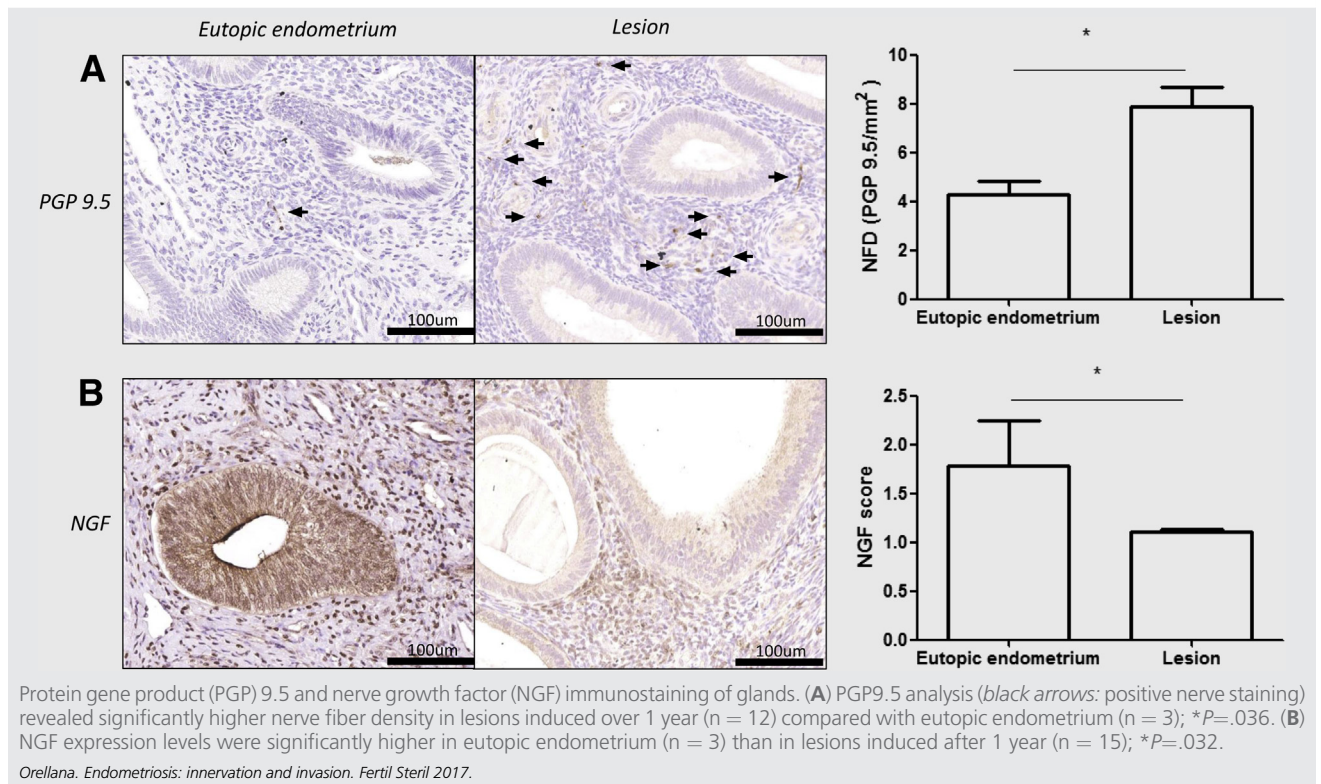 Eutopic endometrium
Lesion
A
PGP 9.5
100um
100um
*
NFD (PGP 9.5/mm²)
10
8
6
4
2
0
Eutopic endometrium
Lesion
B
NGF
100um
100um
*
NGF score
2.5
2.0
1.5
1.0
0.5
0.0
Eutopic endometrium
Lesion
Protein gene product (PGP) 9.5 and nerve growth factor (NGF) immunostaining of glands. (A) PGP9.5 analysis (black arrows: positive nerve staining)
revealed significantly higher nerve fiber density in lesions induced over 1 year (n = 12) compared with eutopic endometrium (n = 3); *P=.036. (B)
NGF expression levels were significantly higher in eutopic endometrium (n = 3) than in lesions induced after 1 year (n = 15); *P=.032.
Orellana. Endometriosis: innervation and invasion. Fertil Steril 2017.